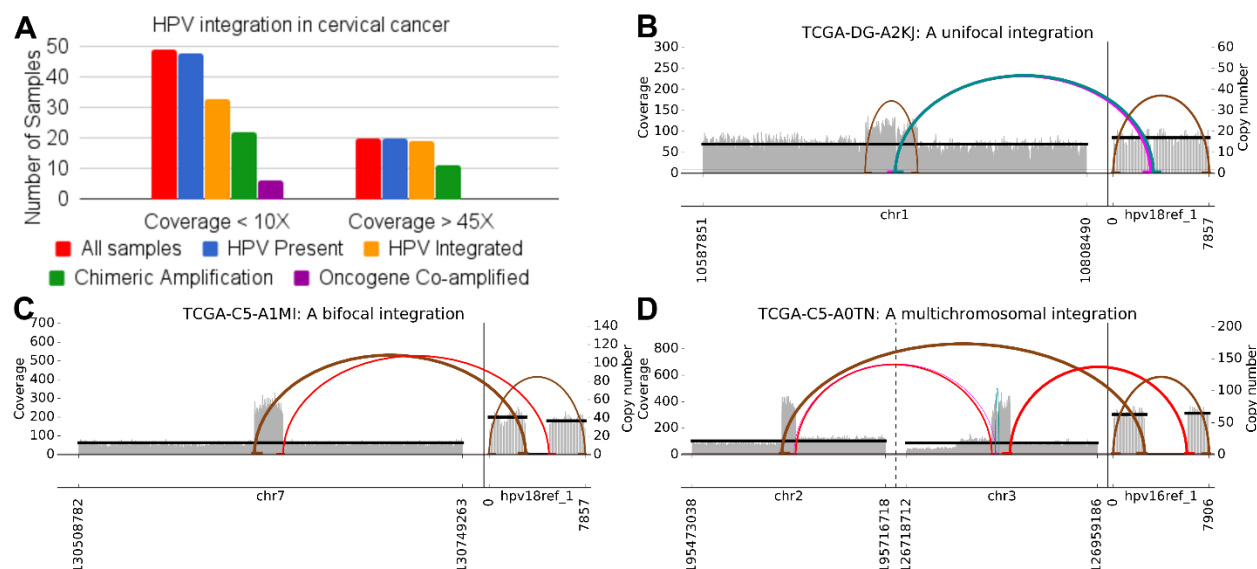 A
HPV integration in cervical cancer
Number of Samples
50
40
30
20
10
0
Coverage < 10X
Coverage > 45X
All samples
HPV Present
HPV Integrated
Chimeric Amplification
Oncogene Co-amplified
B
TCGA-DG-A2KJ: A unifocal integration
Coverage
300
250
200
150
100
50
0
60
50
40
30
20
10
0
Copy number
chr1
hpv18ref_1
10587851
10808490
0
7857
C
TCGA-C5-A1MI: A bifocal integration
Coverage
700
600
500
400
300
200
100
0
140
120
100
80
60
40
20
0
Copy number
chr7
hpv18ref_1
130508782
130749263
0
7857
D
TCGA-C5-A0TN: A multichromosomal integration
Coverage
800
600
400
200
0
200
150
100
50
0
Copy number
chr2
chr3
hpv16ref_1
195473038
195716718
126718712
126959186
0
7906